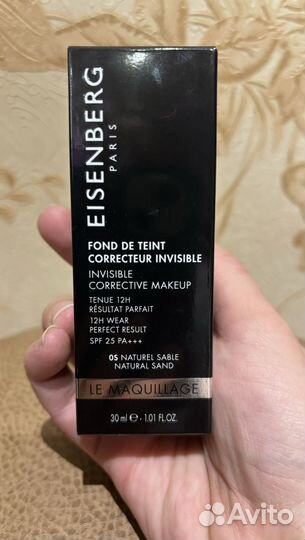 EISENBERG
PARIS
FOND DE TEINT
CORRECTEUR INVISIBLE
INVISIBLE
CORRECTIVE MAKEUP
TENUE 12H
RÉSULTAT PARFAIT
12H WEAR
PERFECT RESULT
SPF 25 PA+++
0S NATUREL SABLE
NATURAL SAND
LE MAQUILLAGE
30 ml ℮ - 1.01 FL.OZ.
Avito